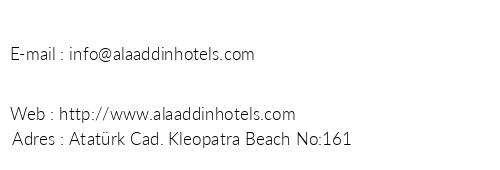 E-mail : info@alaaddinhotels.com
Web : http://www.alaaddinhotels.com
Adres : Atatürk Cad. Kleopatra Beach No:161